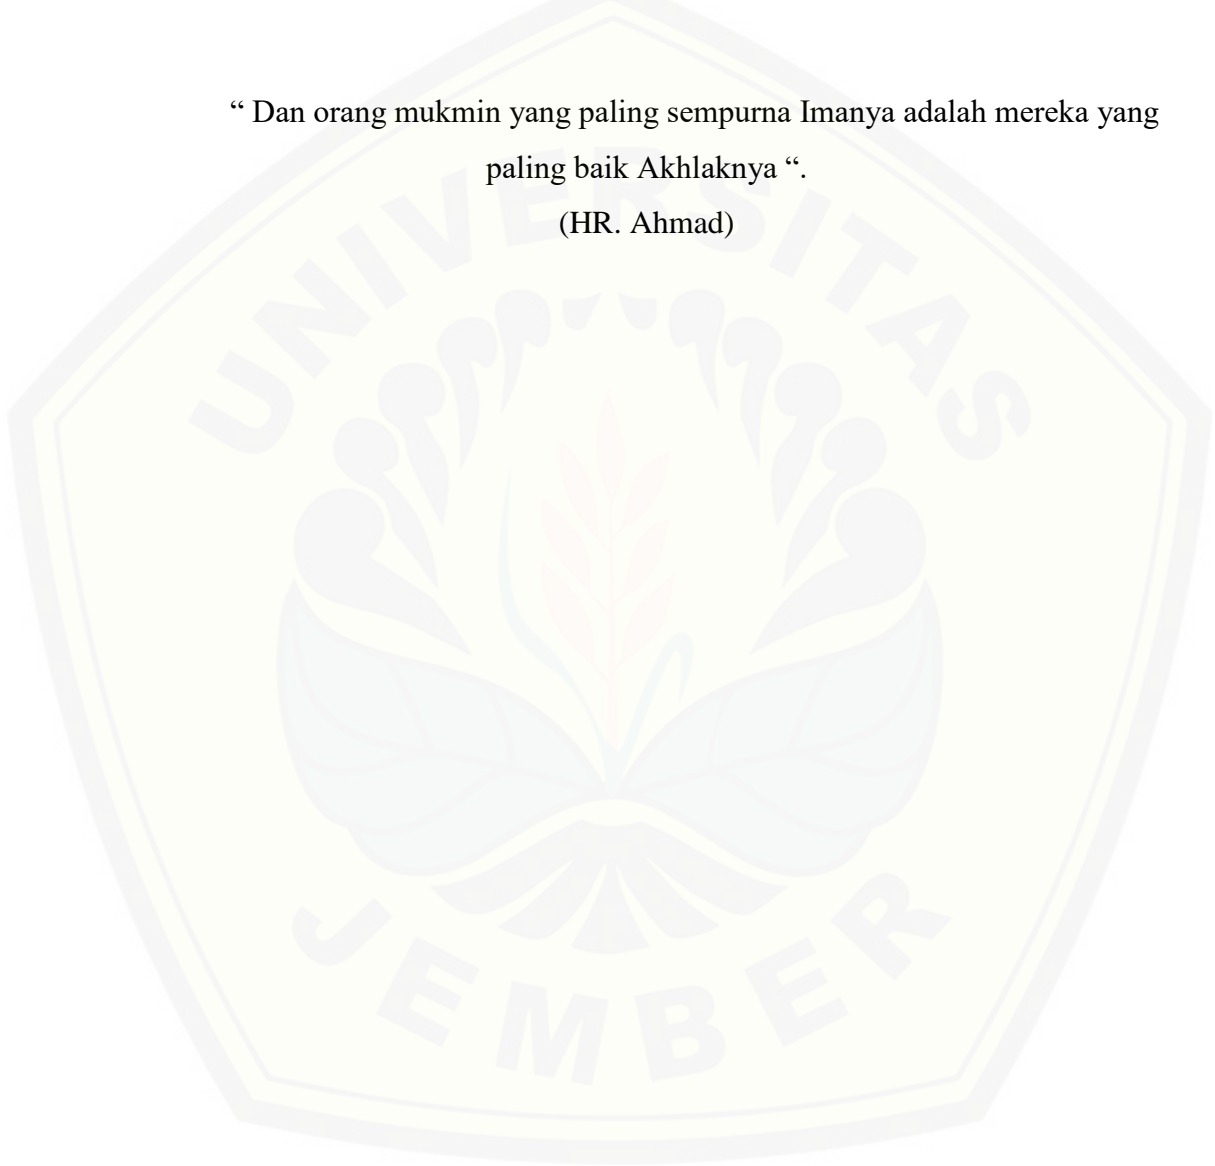 “ Dan orang mukmin yang paling sempurna Imanya adalah mereka yang
paling baik Akhlaknya “.
(HR. Ahmad)
UNIVERSITAS
JEMBER